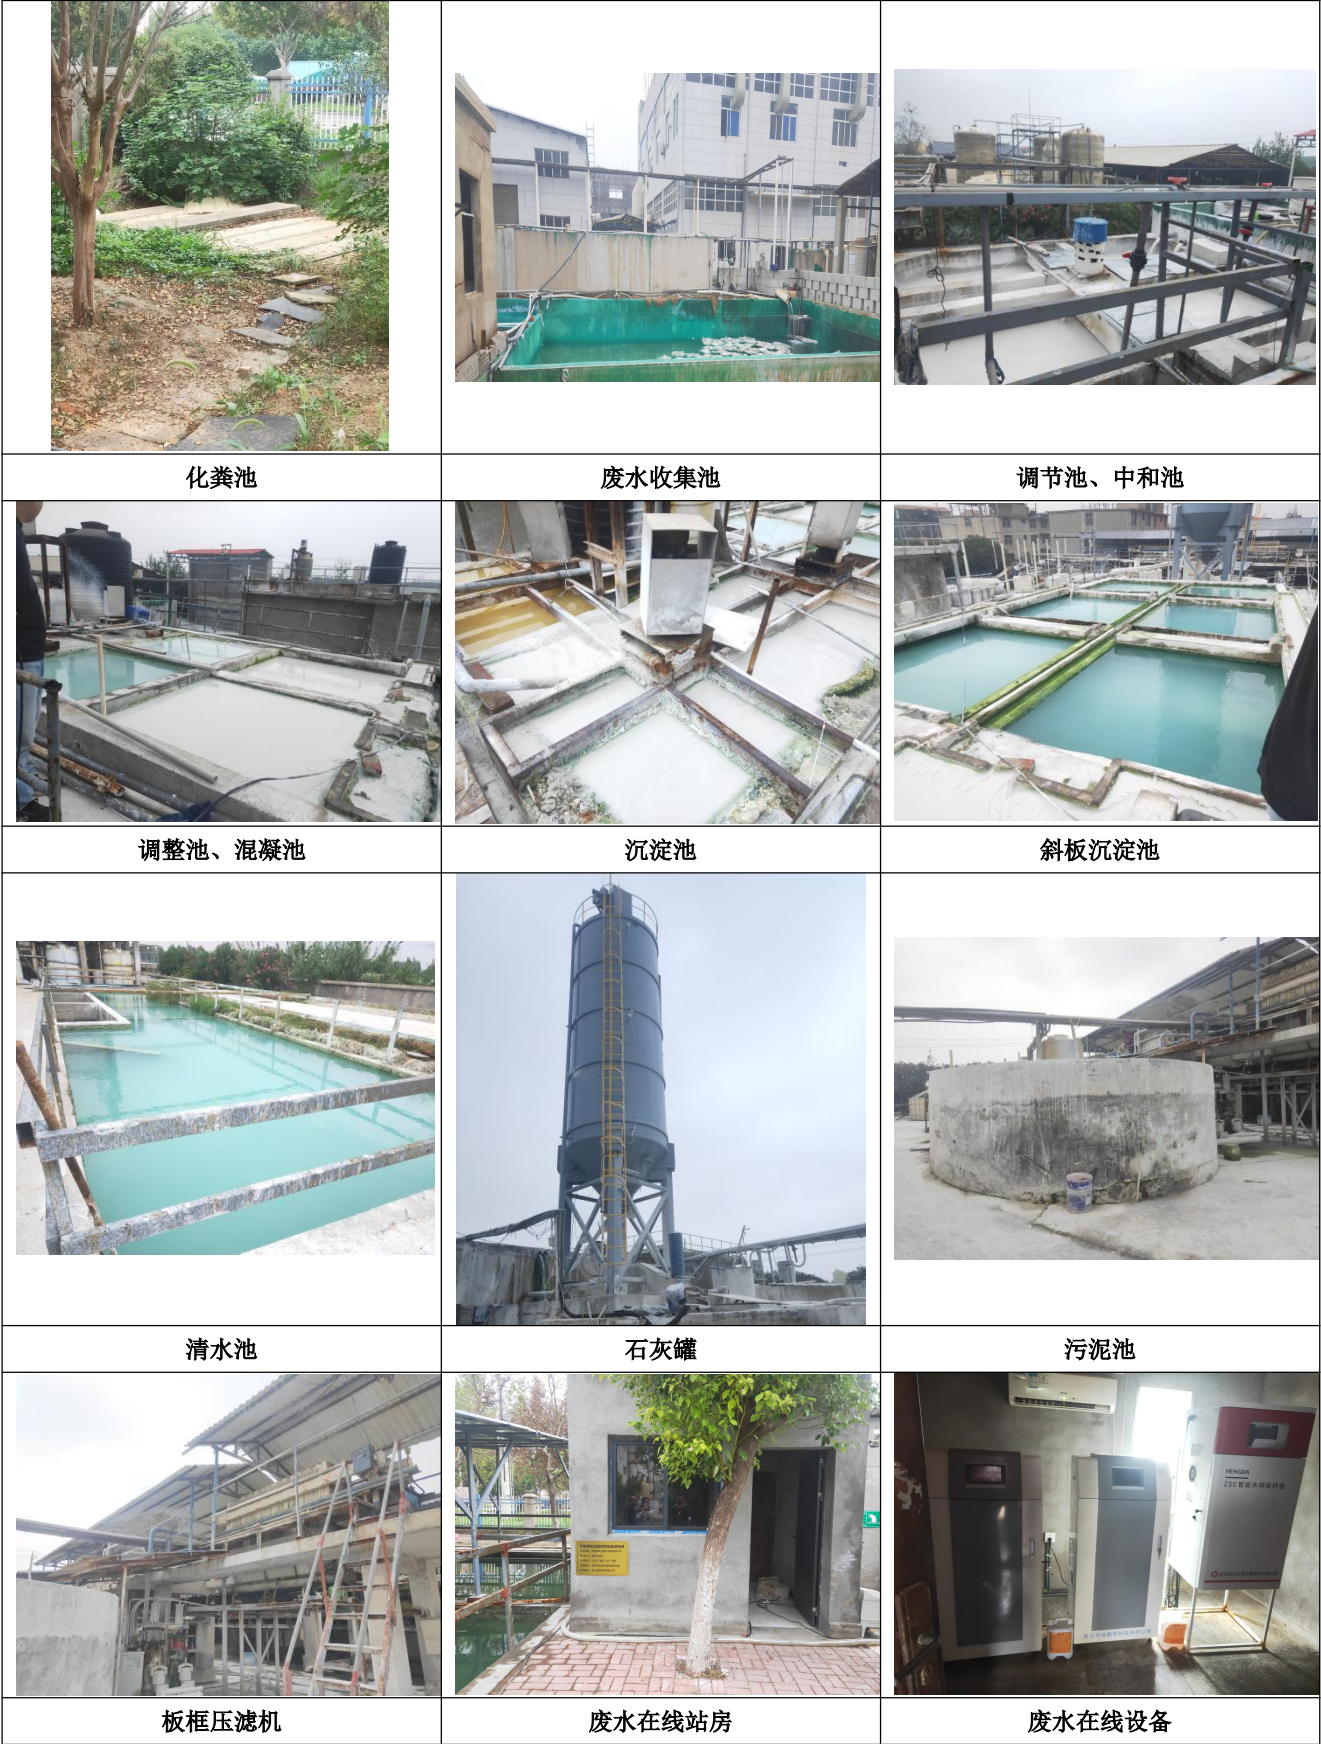 化粪池
废水收集池
调节池、中和池
调整池、混凝池
沉淀池
斜板沉淀池
清水池
石灰罐
污泥池
板框压滤机
废水在线站房
HENGDA
ZSC智能水样采样器
废水在线设备